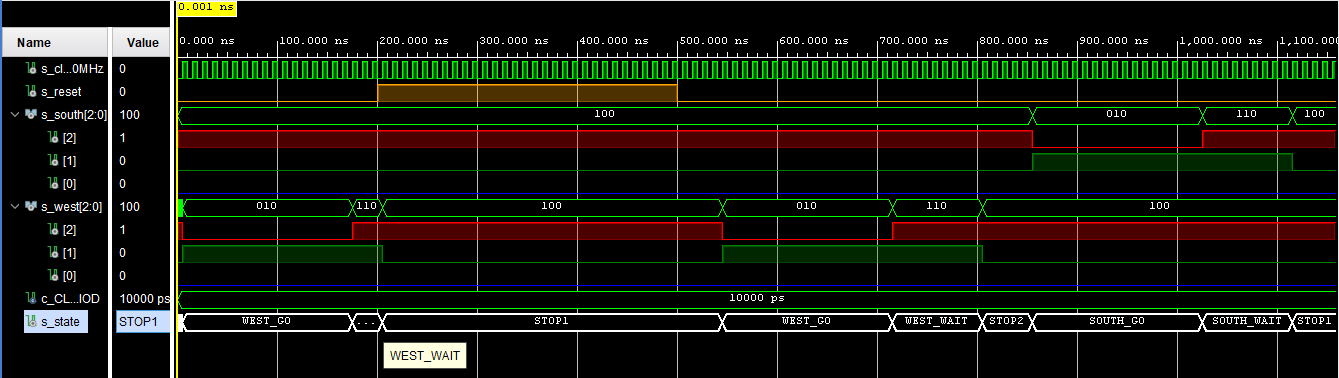 0.001 ns
Name Value
0.000 ns 100.000 ns 200.000 ns 300.000 ns 400.000 ns 500.000 ns 600.000 ns 700.000 ns 800.000 ns 900.000 ns 1,000.000 ns 1,100.000
s_cl...0MHz 0
s_reset 0
s_south[2:0] 100 100 010 110 100
[2] 1
[1] 0
[0] 0
s_west[2:0] 100 010 110 100 010 110 100
[2] 1
[1] 0
[0] 0
c_CL...IOD 10000 ps 10000 ps
s_state STOP1 WEST_GO ... STOP1 WEST_GO WEST_WAIT STOP2 SOUTH_GO SOUTH_WAIT STOP1
WEST_WAIT